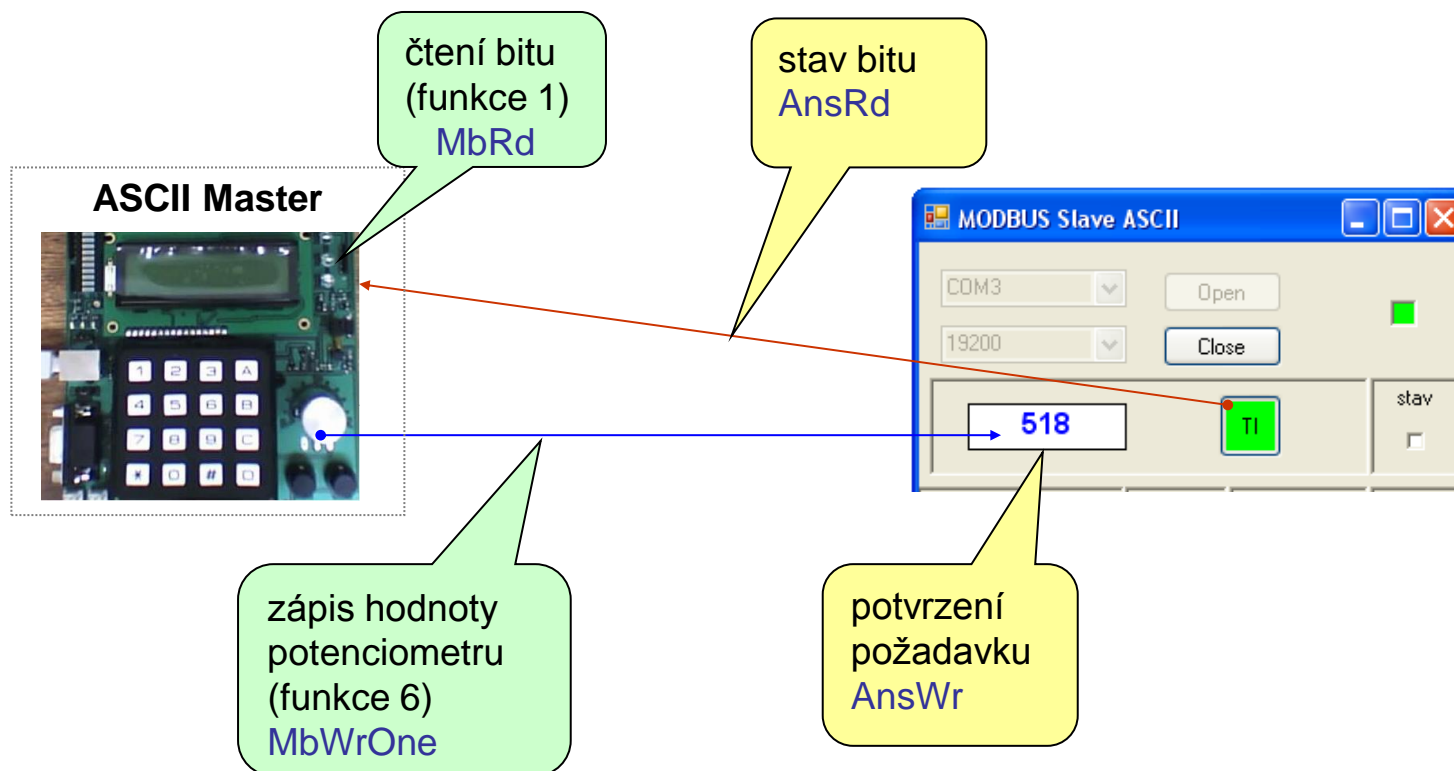 čtení bitu
(funkce 1)
MbRd
stav bitu
AnsRd
ASCII Master
MODBUS Slave ASCII
COM3
Open
19200
Close
518
TI
stav
1 2 3 A
4 5 6 B
7 8 9 C
* 0 # D
zápis hodnoty
potenciometru
(funkce 6)
MbWrOne
potvrzení
požadavku
AnsWr